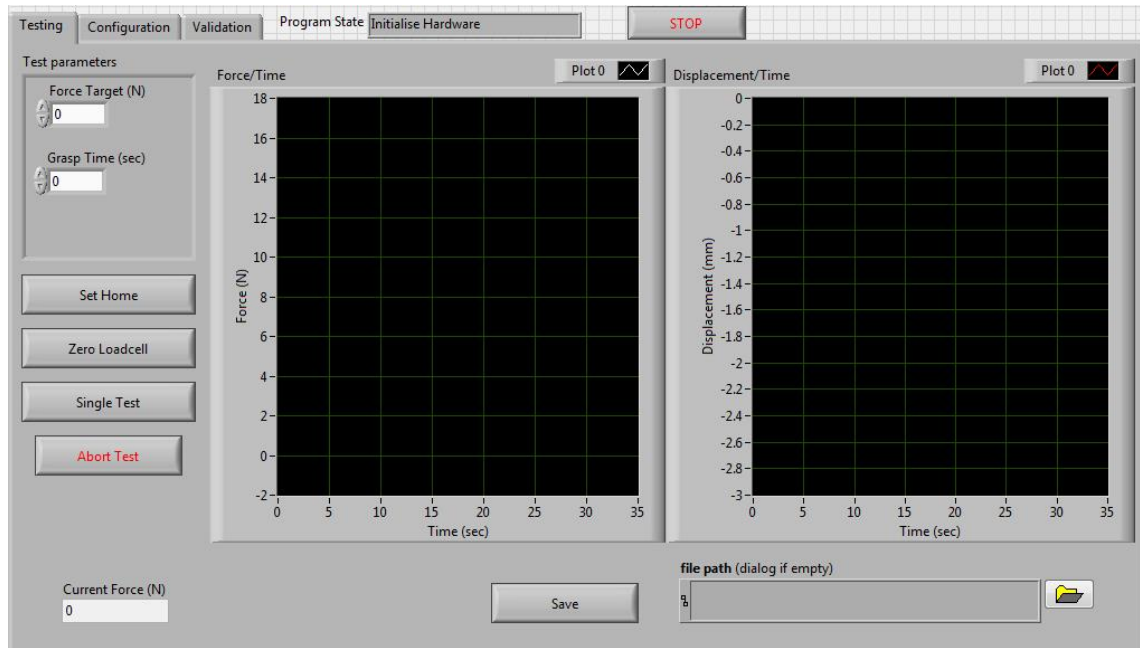 Testing
Configuration
Validation
Program State
Initialise Hardware
STOP
Test parameters
Force Target (N)
0
Grasp Time (sec)
0
Set Home
Zero Loadcell
Single Test
Abort Test
Current Force (N)
0
Force/Time
Plot 0
18
16
14
12
10
8
6
4
2
0
-2
Force (N)
0 5 10 15 20 25 30 35
Time (sec)
Displacement/Time
Plot 0
0
-0.2
-0.4
-0.6
-0.8
-1
-1.2
-1.4
-1.6
-1.8
-2
-2.2
-2.4
-2.6
-2.8
-3
Displacement (mm)
0 5 10 15 20 25 30 35
Time (sec)
Save
file path (dialog if empty)